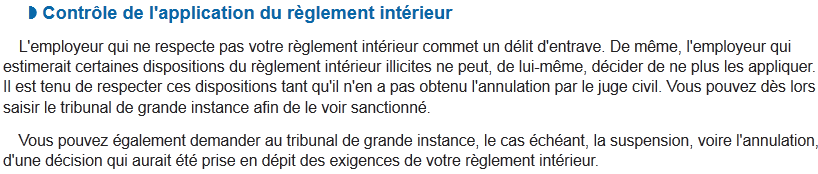 Contrôle de l'application du règlement intérieur
L'employeur qui ne respecte pas votre règlement intérieur commet un délit d'entrave. De même, l'employeur qui
estimerait certaines dispositions du règlement intérieur illicites ne peut, de lui-même, décider de ne plus les appliquer.
Il est tenu de respecter ces dispositions tant qu'il n'en a pas obtenu l'annulation par le juge civil. Vous pouvez dès lors
saisir le tribunal de grande instance afin de le voir sanctionné.
Vous pouvez également demander au tribunal de grande instance, le cas échéant, la suspension, voire l'annulation,
d'une décision qui aurait été prise en dépit des exigences de votre règlement intérieur.